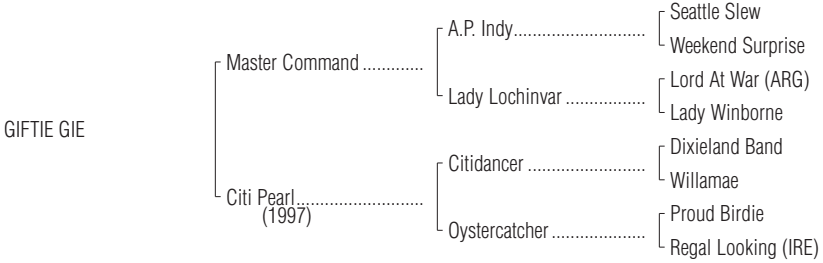 Seattle Slew
A.P. Indy.............................
Weekend Surprise
Master Command .............
Lord At War (ARG)
Lady Lochinvar .................
Lady Winborne
GIFTIE GIE
Dixieland Band
Citidancer .........................
Willamae
Citi Pearl...........................
(1997)
Proud Birdie
Oystercatcher ....................
Regal Looking (IRE)